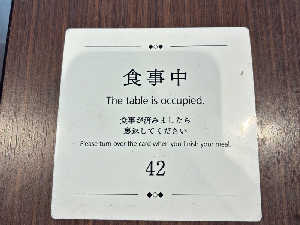 食事中
The table is occupied.
食事が済みましたら
裏返してください
Please turn over the card when you finish your meal.
42